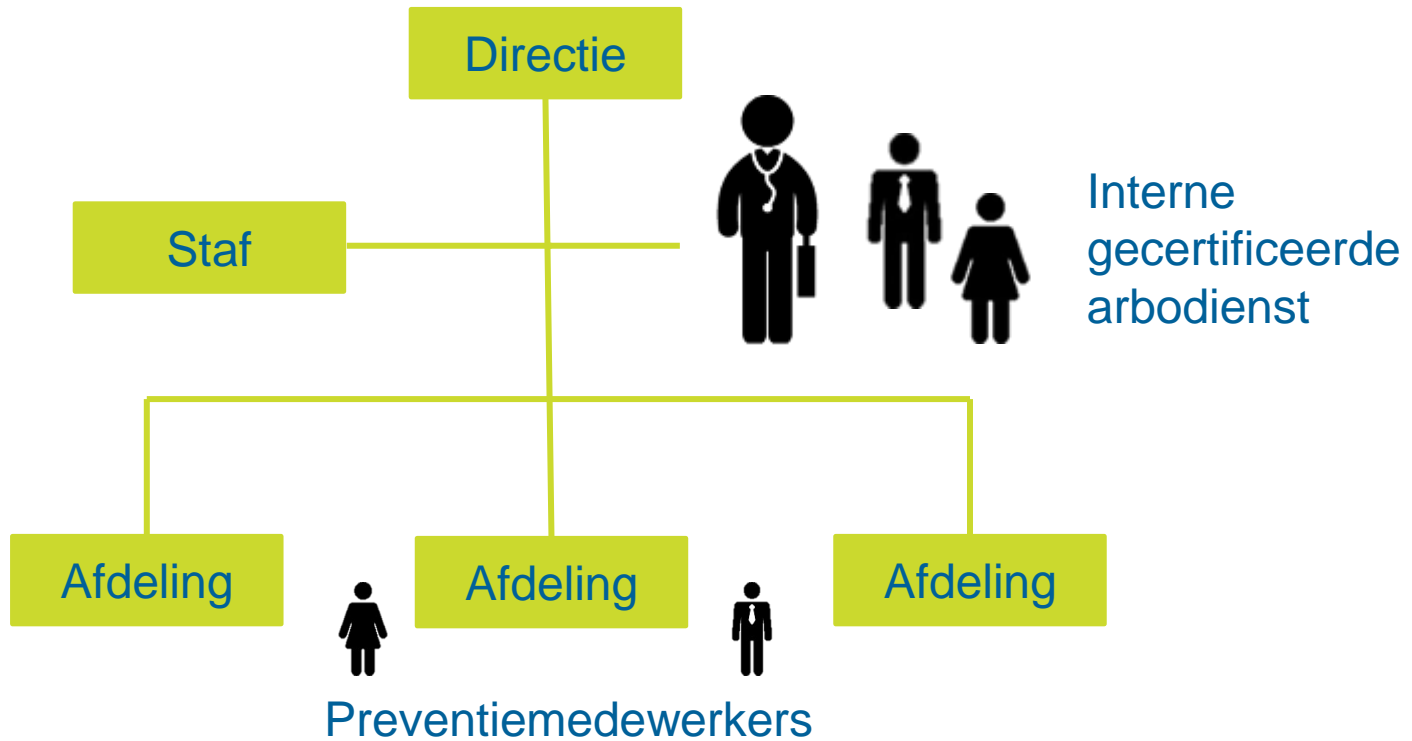 Directie
Staf
Interne
gecertificeerde
arbodienst
Afdeling
Afdeling
Afdeling
Preventiemedewerkers